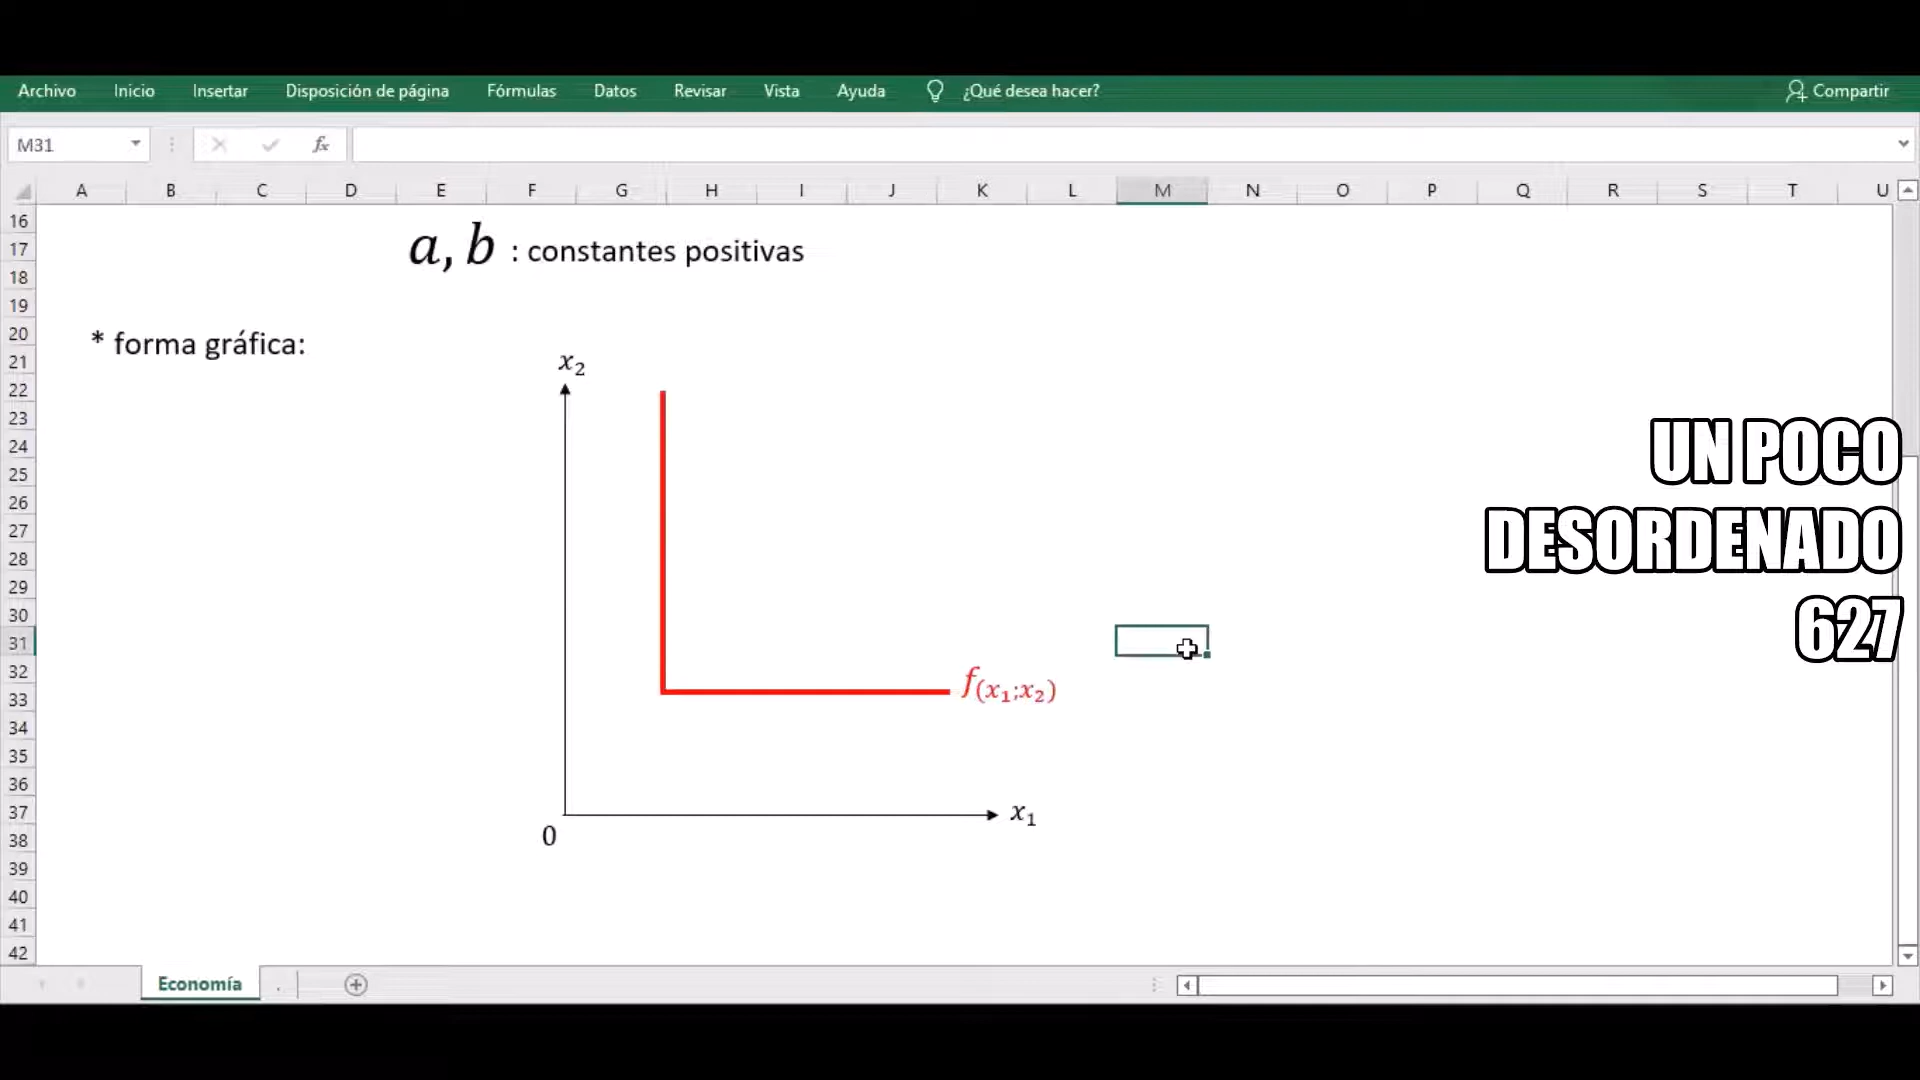 Archivo Inicio Insertar Disposición de página Fórmulas Datos Revisar Vista Ayuda ¿Qué desea hacer? Compartir
M31 fx
A B C D E F G H I J K L M N O P Q R S T U
16
17
18
19
20
21
22
23
24
25
26
27
28
29
30
31
32
33
34
35
36
37
38
39
40
41
42
a, b : constantes positivas
* forma gráfica:
x₂
f(x₁;x₂)
x₁
0
UN POCO
DESORDENADO
627
Economía .